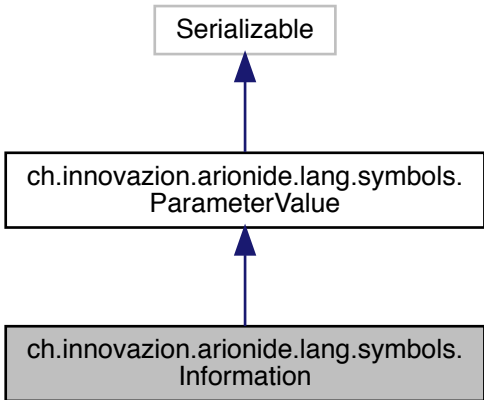 Serializable
ch.innovazion.arionide.lang.symbols.
ParameterValue
ch.innovazion.arionide.lang.symbols.
Information